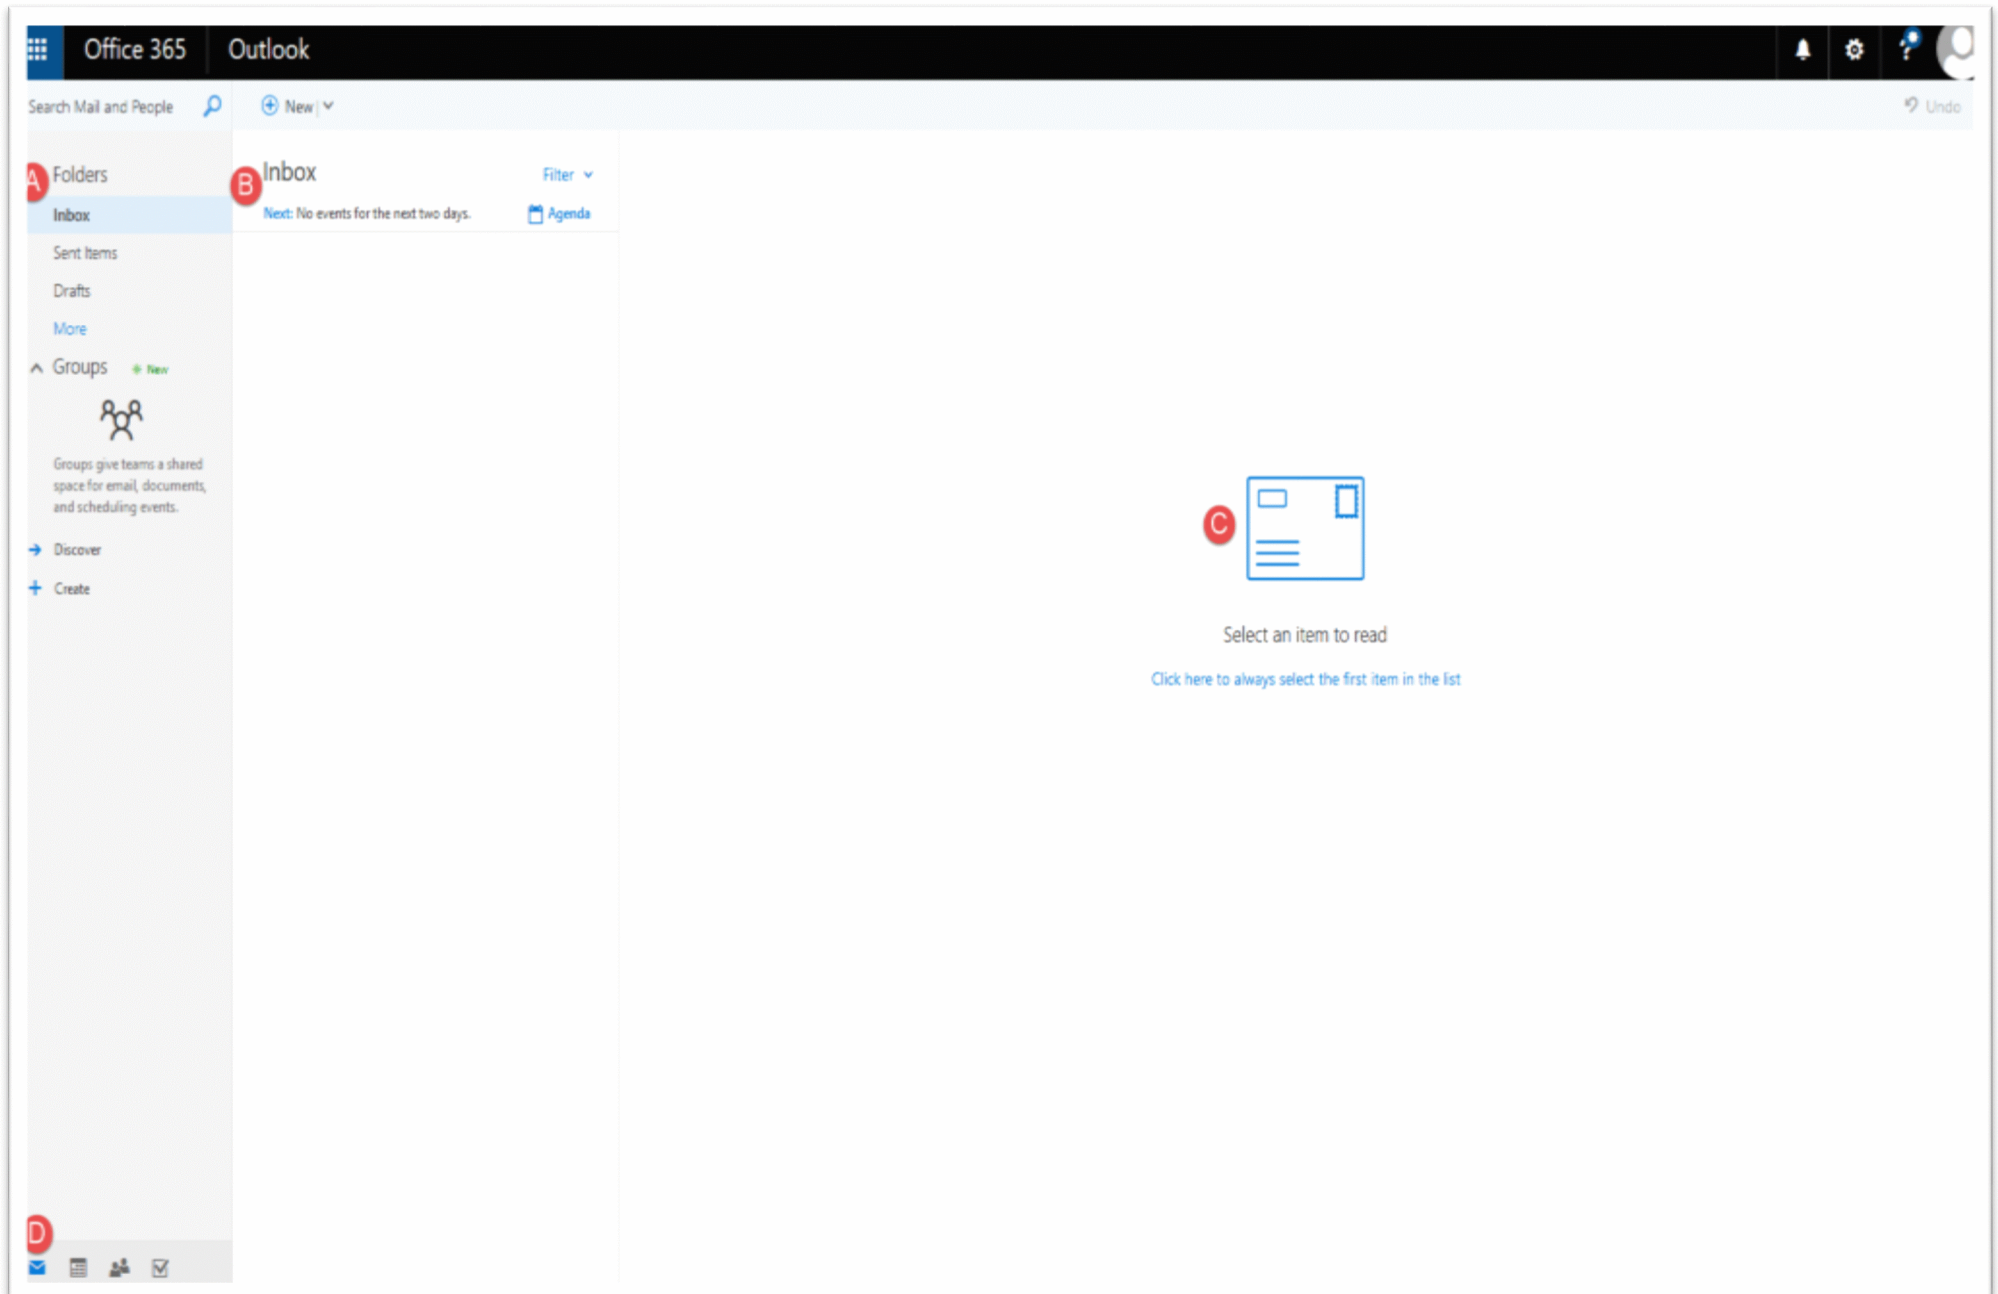 Office 365 Outlook
Search Mail and People New Undo
A Folders
Inbox
Sent Items
Drafts
More
Groups New
Groups give teams a shared
space for email, documents,
and scheduling events.
Discover
Create
B Inbox Filter
Next: No events for the next two days. Agenda
C
Select an item to read
Click here to always select the first item in the list
D